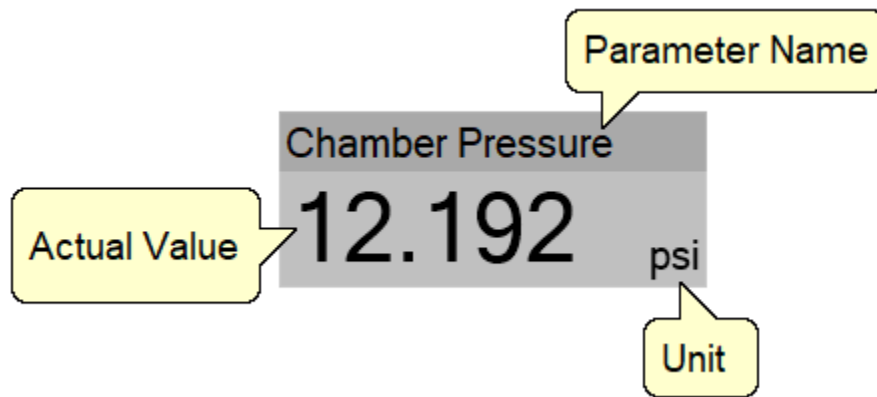 Parameter Name
Chamber Pressure
Actual Value
12.192
psi
Unit